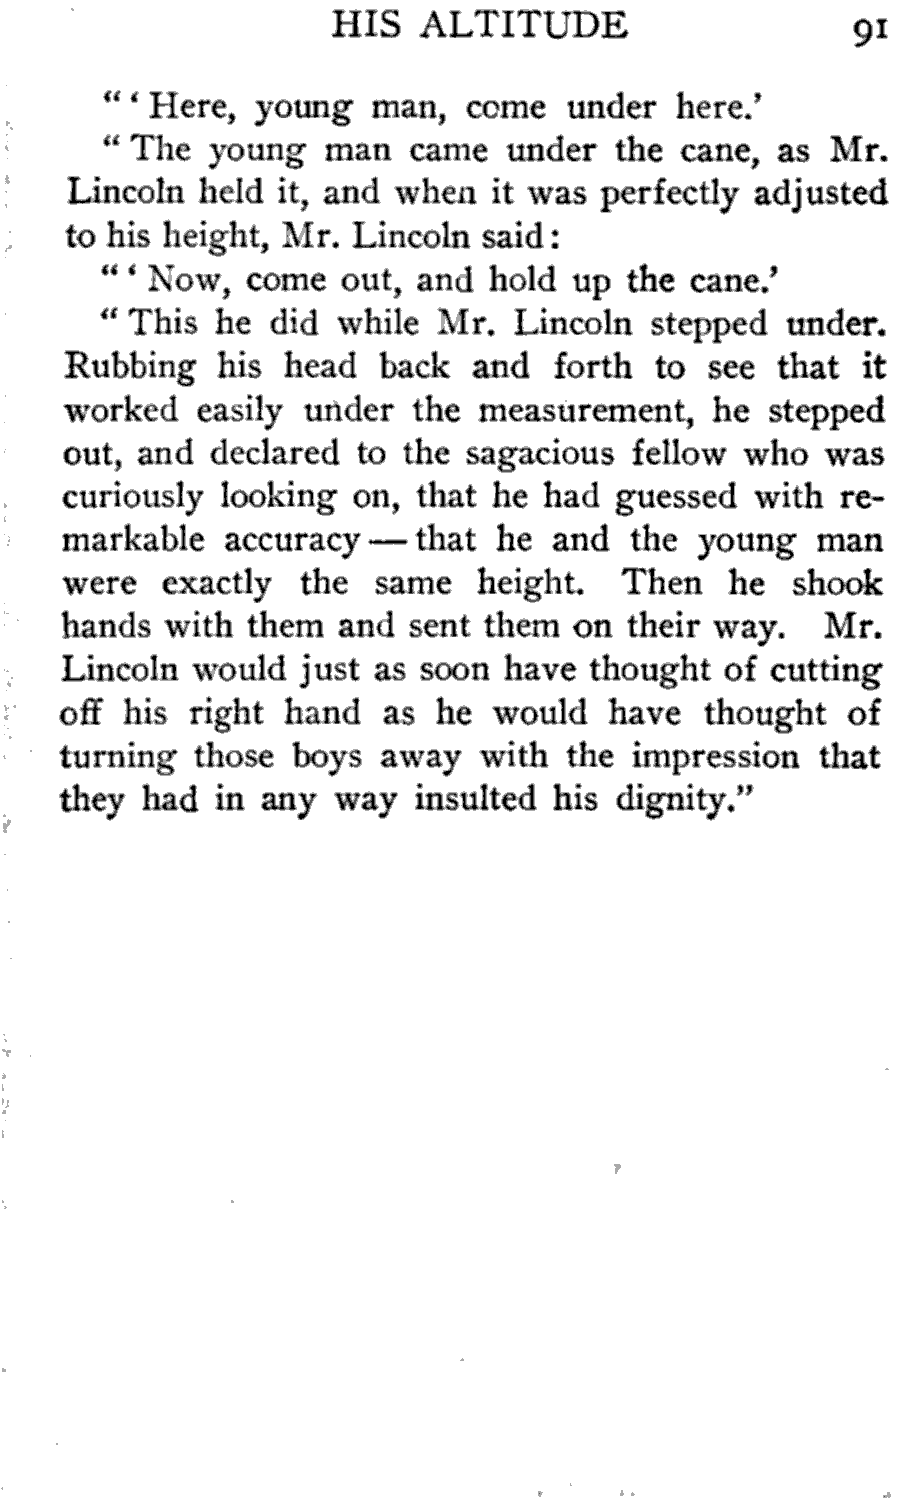 HIS ALTITUDE 91
"'Here, young man, come under here.'
"The young man came under the cane, as Mr.
Lincoln held it, and when it was perfectly adjusted
to his height, Mr. Lincoln said:
"'Now, come out, and hold up the cane.'
"This he did while Mr. Lincoln stepped under.
Rubbing his head back and forth to see that it
worked easily under the measurement, he stepped
out, and declared to the sagacious fellow who was
curiously looking on, that he had guessed with re-
markable accuracy — that he and the young man
were exactly the same height. Then he shook
hands with them and sent them on their way. Mr.
Lincoln would just as soon have thought of cutting
off his right hand as he would have thought of
turning those boys away with the impression that
they had in any way insulted his dignity."